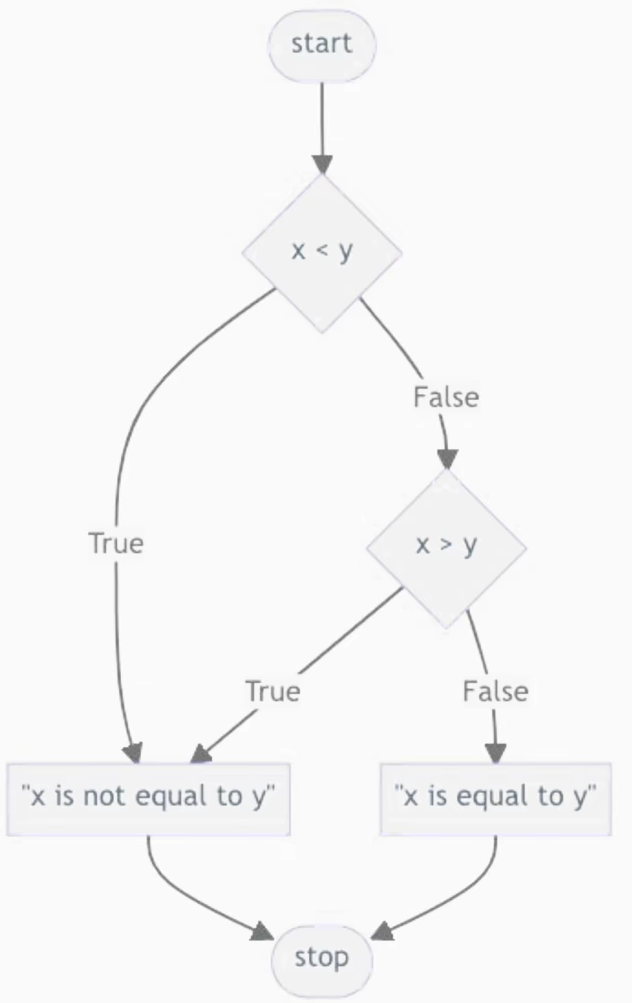 start
x < y
False
True
x > y
True
False
"x is not equal to y"
"x is equal to y"
stop